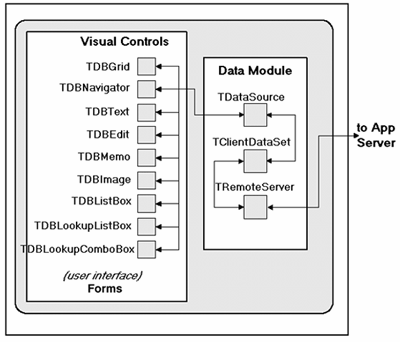 Visual Controls
TDBGrid
TDBNavigator
TDBText
TDBEdit
TDBMemo
TDBImage
TDBListBox
TDBLookupListBox
TDBLookupComboBox
(user interface)
Forms
Data Module
TDataSource
TClientDataSet
TRemoteServer
to App
Server